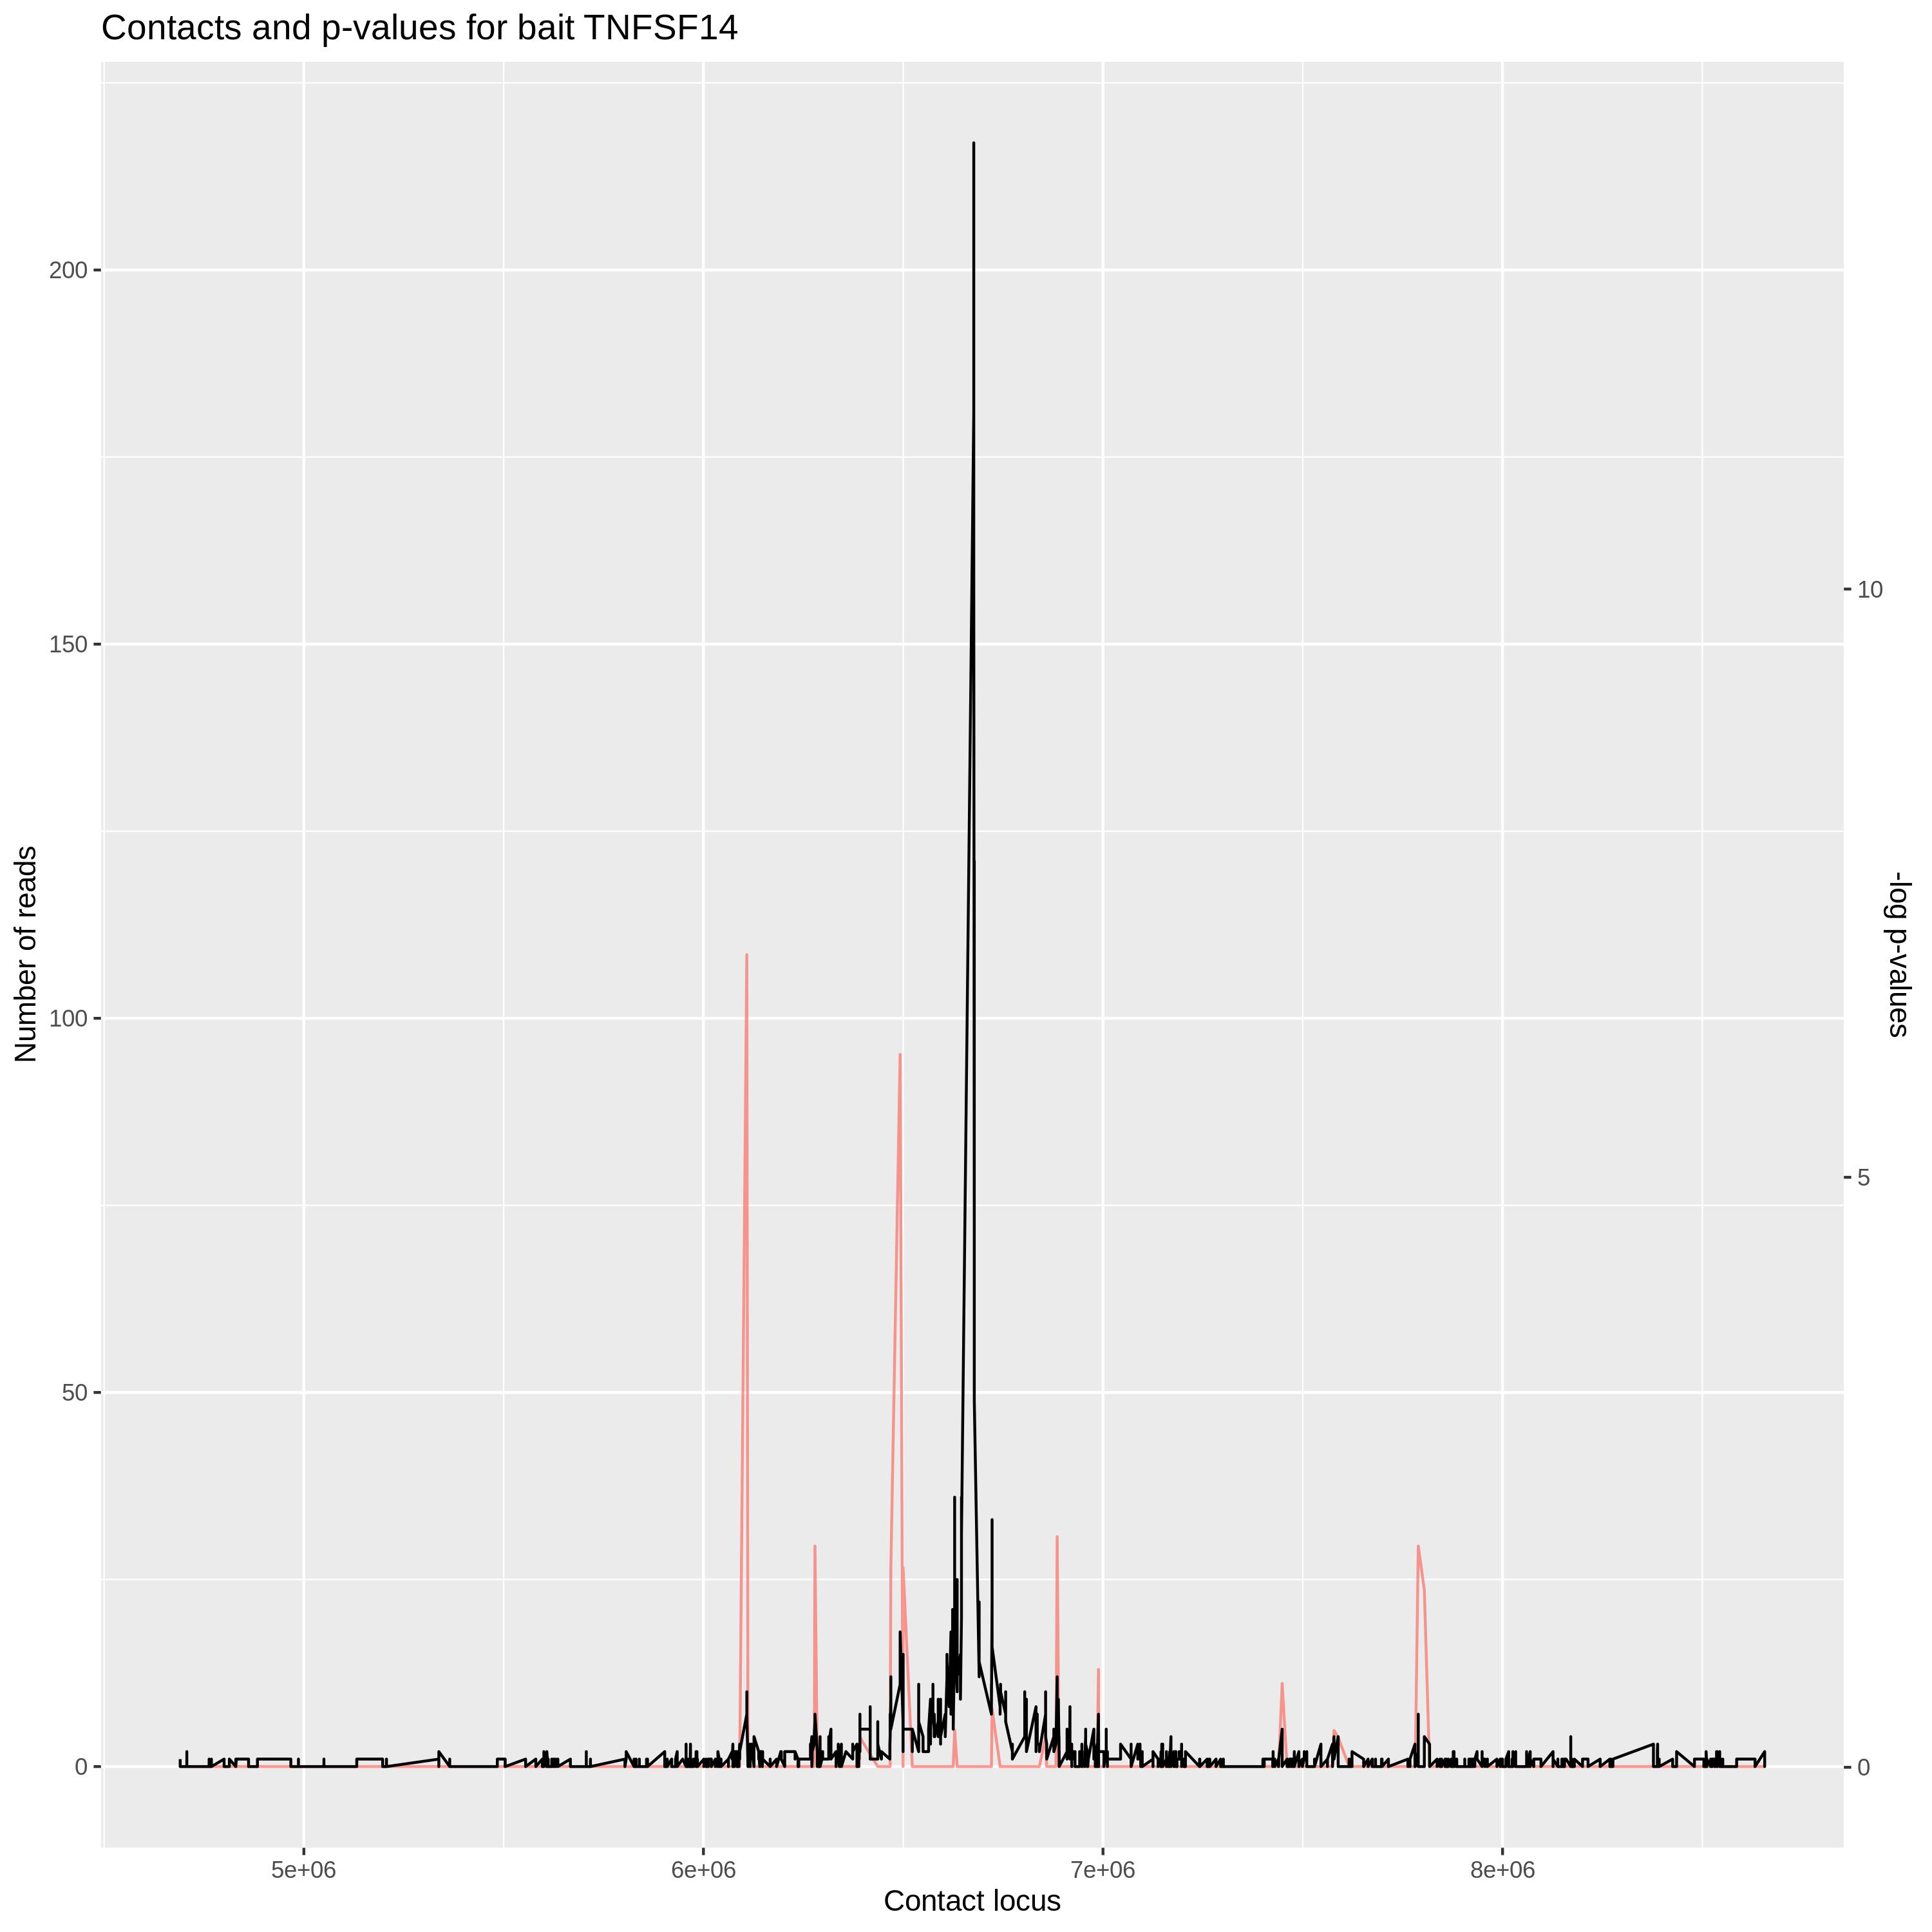 Contacts and p-values for bait TNFSF14
Number of reads
200
150
100
50
0
10
5
0
-log p-values
5e+06
6e+06
7e+06
8e+06
Contact locus